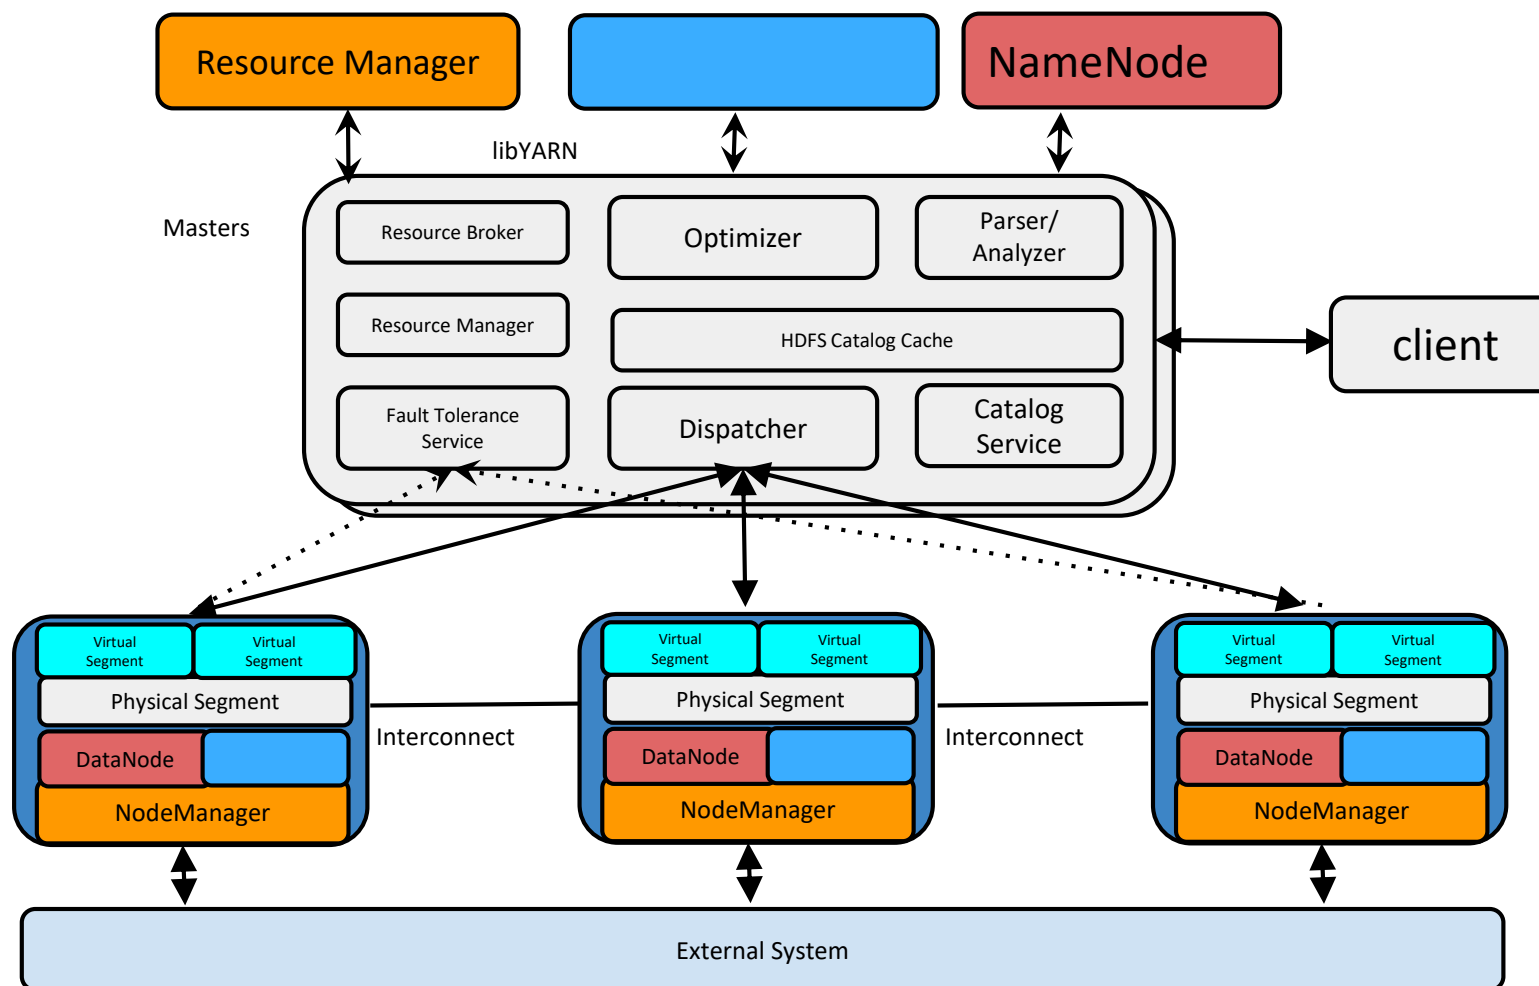 Resource Manager
NameNode
libYARN
Masters
Resource Broker
Optimizer
Parser/
Analyzer
Resource Manager
HDFS Catalog Cache
client
Fault Tolerance
Service
Dispatcher
Catalog
Service
Virtual
Segment
Virtual
Segment
Physical Segment
DataNode
NodeManager
Interconnect
Virtual
Segment
Virtual
Segment
Physical Segment
DataNode
NodeManager
Interconnect
Virtual
Segment
Virtual
Segment
Physical Segment
DataNode
NodeManager
External System